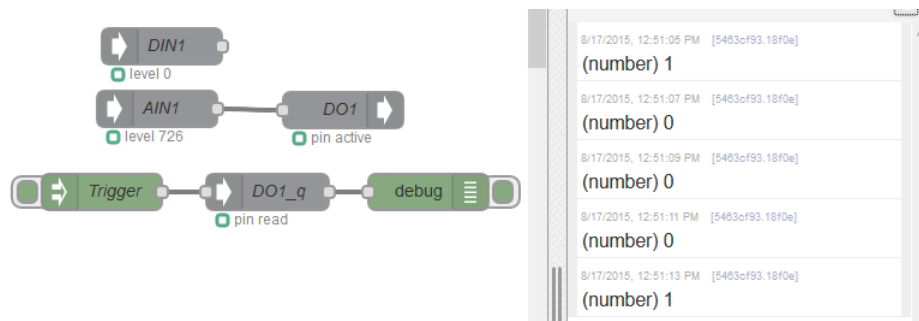 DIN1
level 0
AIN1
DO1
level 726
pin active
Trigger
DO1_q
debug
pin read
8/17/2015, 12:51:05 PM [5463cf93.18f0e]
(number) 1
8/17/2015, 12:51:07 PM [5463cf93.18f0e]
(number) 0
8/17/2015, 12:51:09 PM [5463cf93.18f0e]
(number) 0
8/17/2015, 12:51:11 PM [5463cf93.18f0e]
(number) 0
8/17/2015, 12:51:13 PM [5463cf93.18f0e]
(number) 1